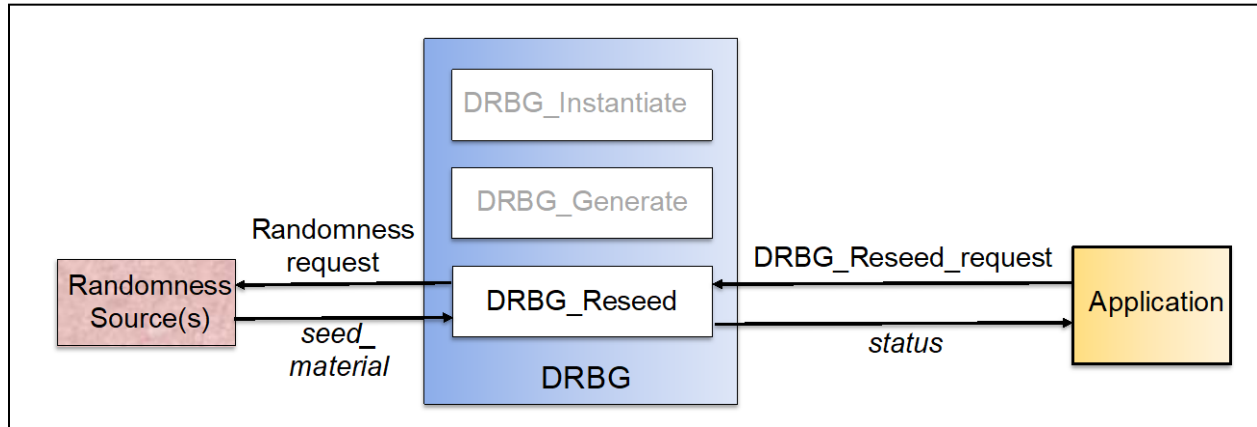 DRBG_Instantiate
DRBG_Generate
Randomness
request
DRBG_Reseed_request
Randomness
Source(s)
DRBG_Reseed
Application
seed_
material
status
DRBG